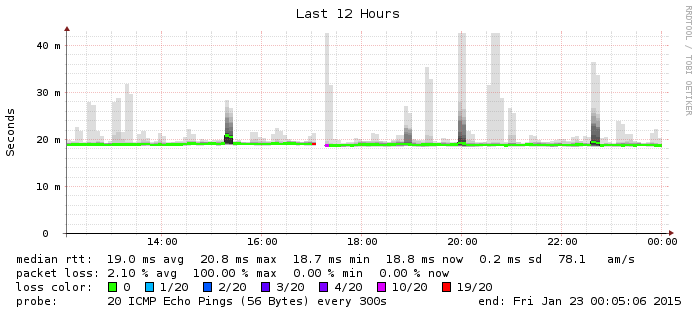 Last 12 Hours
RRDTOOL / TOBI OETIKER
Seconds
40 m
30 m
20 m
10 m
0
14:00 16:00 18:00 20:00 22:00 00:00
median rtt: 19.0 ms avg 20.8 ms max 18.7 ms min 18.8 ms now 0.2 ms sd 78.1 am/s
packet loss: 2.10 % avg 100.00 % max 0.00 % min 0.00 % now
loss color: 0 1/20 2/20 3/20 4/20 10/20 19/20
probe: 20 ICMP Echo Pings (56 Bytes) every 300s end: Fri Jan 23 00:05:06 2015